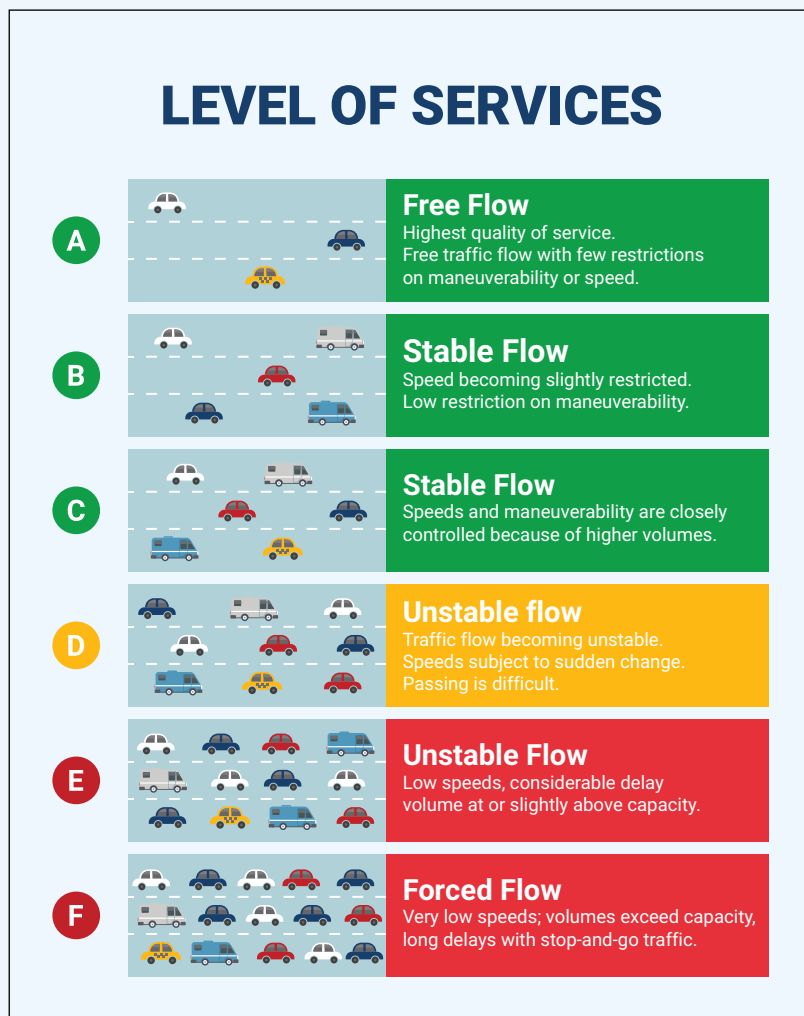 LEVEL OF SERVICES
A
Free Flow
Highest quality of service.
Free traffic flow with few restrictions
on maneuverability or speed.
B
Stable Flow
Speed becoming slightly restricted.
Low restriction on maneuverability.
C
Stable Flow
Speeds and maneuverability are closely
controlled because of higher volumes.
D
Unstable flow
Traffic flow becoming unstable.
Speeds subject to sudden change.
Passing is difficult.
E
Unstable Flow
Low speeds, considerable delay
volume at or slightly above capacity.
F
Forced Flow
Very low speeds; volumes exceed capacity,
long delays with stop-and-go traffic.